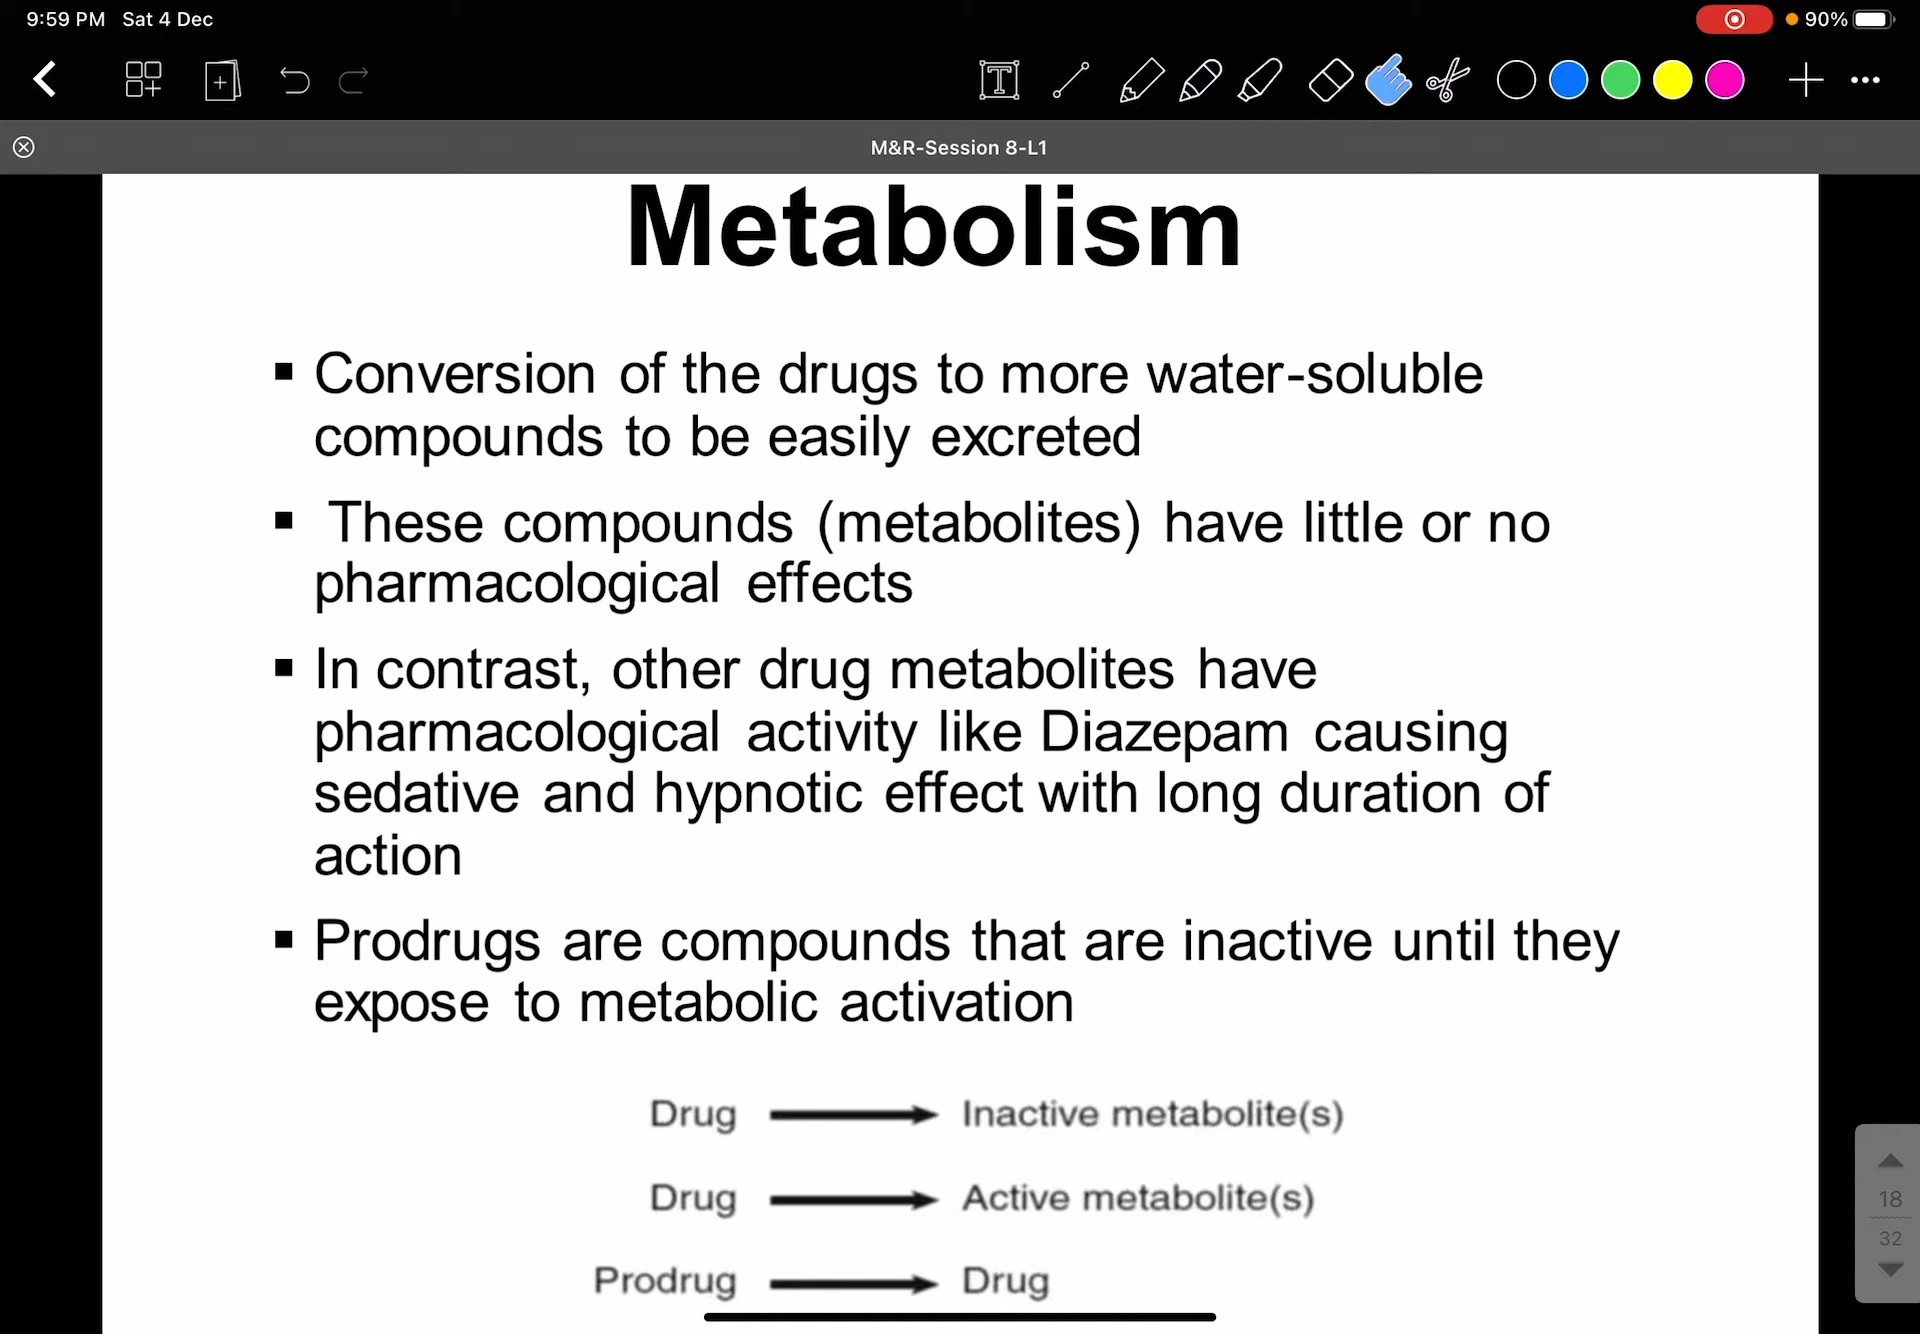 9:59 PM Sat 4 Dec
90%
T
M&R-Session 8-L1
Metabolism
▪ Conversion of the drugs to more water-soluble
compounds to be easily excreted
▪ These compounds (metabolites) have little or no
pharmacological effects
▪ In contrast, other drug metabolites have
pharmacological activity like Diazepam causing
sedative and hypnotic effect with long duration of
action
▪ Prodrugs are compounds that are inactive until they
expose to metabolic activation
Drug → Inactive metabolite(s)
Drug → Active metabolite(s)
Prodrug → Drug
18
32